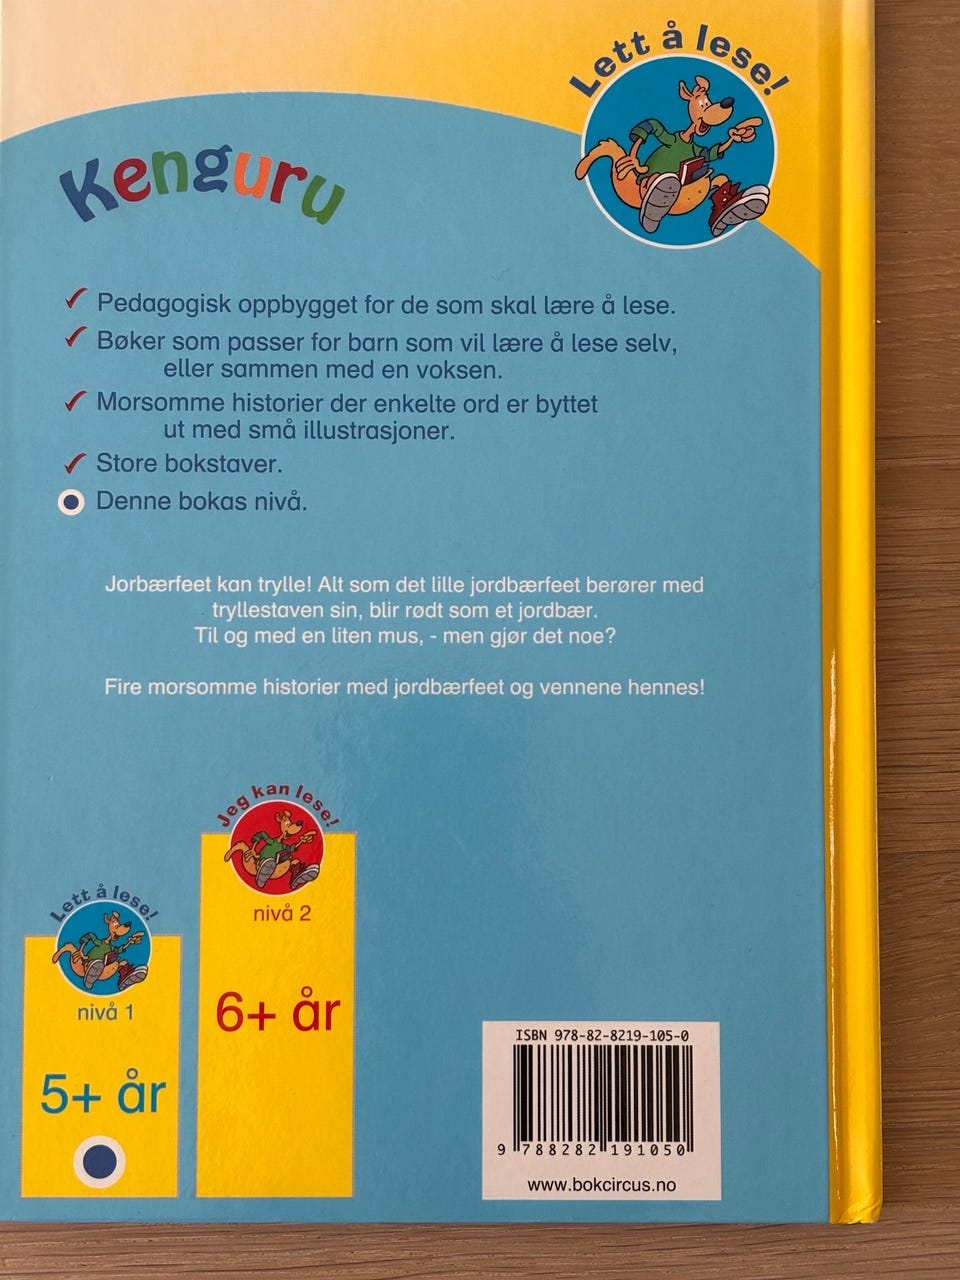 Lett å lese!
Kenguru
Pedagogisk oppbygget for de som skal lære å lese.
Bøker som passer for barn som vil lære å lese selv,
eller sammen med en voksen.
Morsomme historier der enkelte ord er byttet
ut med små illustrasjoner.
Store bokstaver.
Denne bokas nivå.
Jorbærfeet kan trylle! Alt som det lille jordbærfeet berører med
tryllestaven sin, blir rødt som et jordbær.
Til og med en liten mus, - men gjør det noe?
Fire morsomme historier med jordbærfeet og vennene hennes!
Lett å lese!
nivå 1
5+ år
Jeg kan lese!
nivå 2
6+ år
ISBN 978-82-8219-105-0
9 788282 191050
www.bokcircus.no